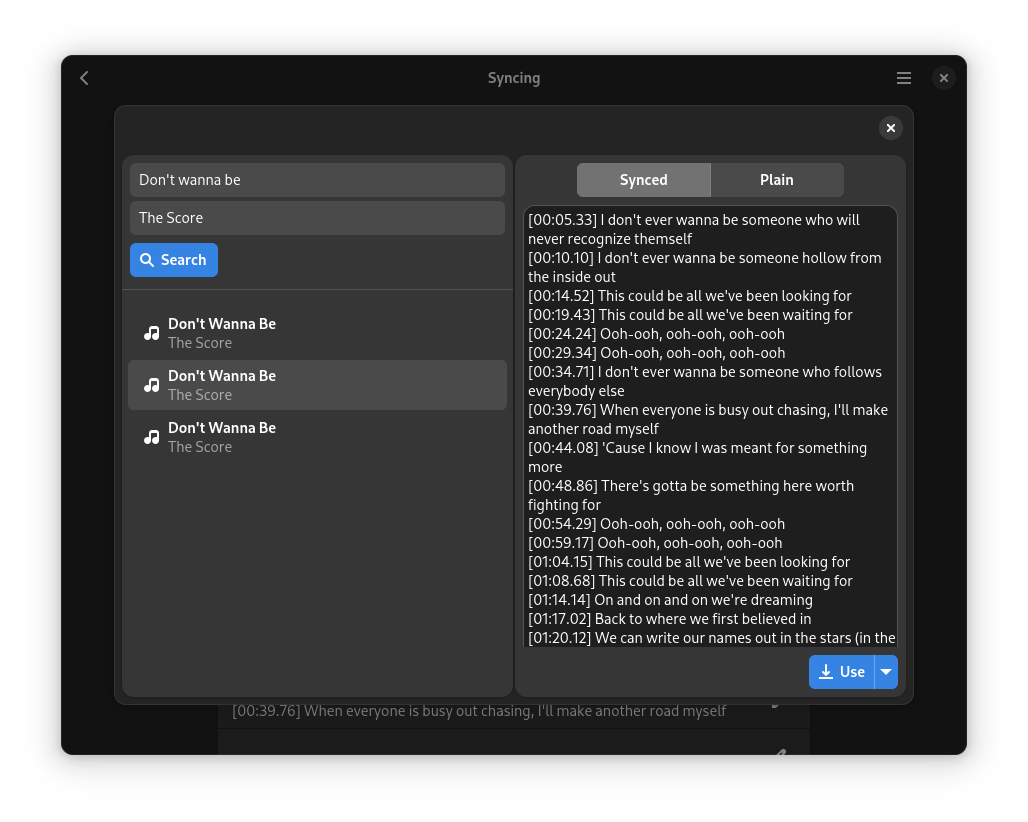 Syncing
Don't wanna be
The Score
Search
Don't Wanna Be
The Score
Don't Wanna Be
The Score
Don't Wanna Be
The Score
Synced
Plain
[00:05.33] I don't ever wanna be someone who will
never recognize themself
[00:10.10] I don't ever wanna be someone hollow from
the inside out
[00:14.52] This could be all we've been looking for
[00:19.43] This could be all we've been waiting for
[00:24.24] Ooh-ooh, ooh-ooh, ooh-ooh
[00:29.34] Ooh-ooh, ooh-ooh, ooh-ooh
[00:34.71] I don't ever wanna be someone who follows
everybody else
[00:39.76] When everyone is busy out chasing, I'll make
another road myself
[00:44.08] 'Cause I know I was meant for something
more
[00:48.86] There's gotta be something here worth
fighting for
[00:54.29] Ooh-ooh, ooh-ooh, ooh-ooh
[00:59.17] Ooh-ooh, ooh-ooh, ooh-ooh
[01:04.15] This could be all we've been looking for
[01:08.68] This could be all we've been waiting for
[01:14.14] On and on and on we're dreaming
[01:17.02] Back to where we first believed in
[01:20.12] We can write our names out in the stars (in the
Use
[00:39.76] When everyone is busy out chasing, I'll make another road myself